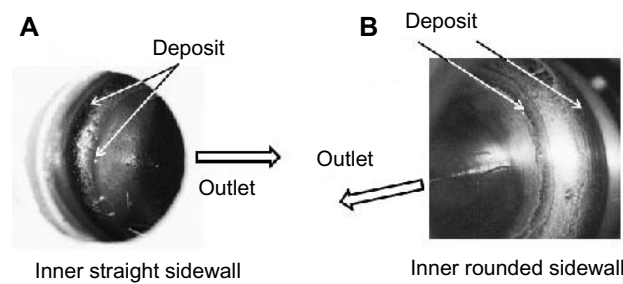 A
Deposit
Outlet
Inner straight sidewall
B
Deposit
Outlet
Inner rounded sidewall